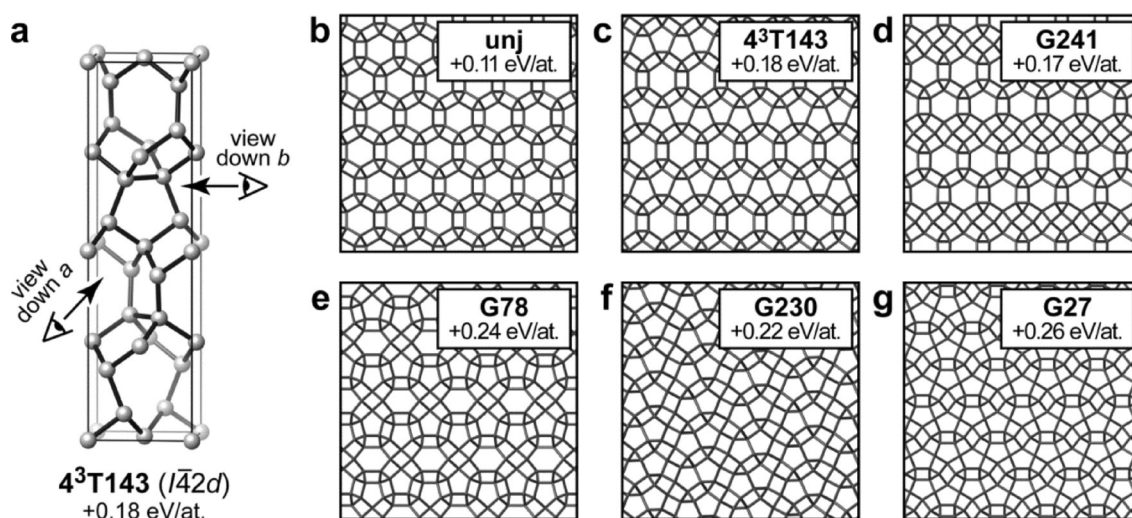 a
view
down b
view
down a
4³T143 (I4̅2d)
+0.18 eV/at.
b
unj
+0.11 eV/at.
c
4³T143
+0.18 eV/at.
d
G241
+0.17 eV/at.
e
G78
+0.24 eV/at.
f
G230
+0.22 eV/at.
g
G27
+0.26 eV/at.